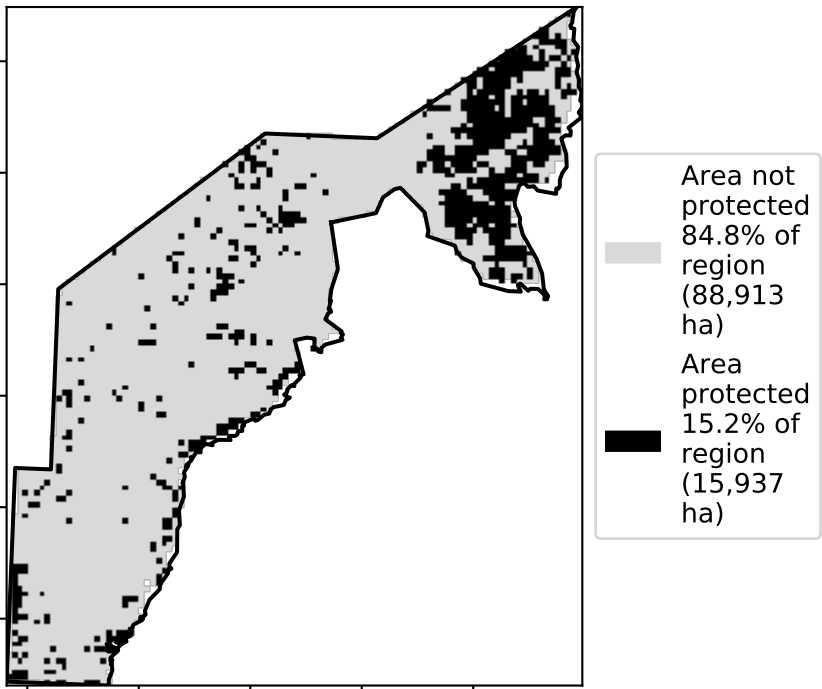 Area not
protected
84.8% of
region
(88,913
ha)
Area
protected
15.2% of
region
(15,937
ha)